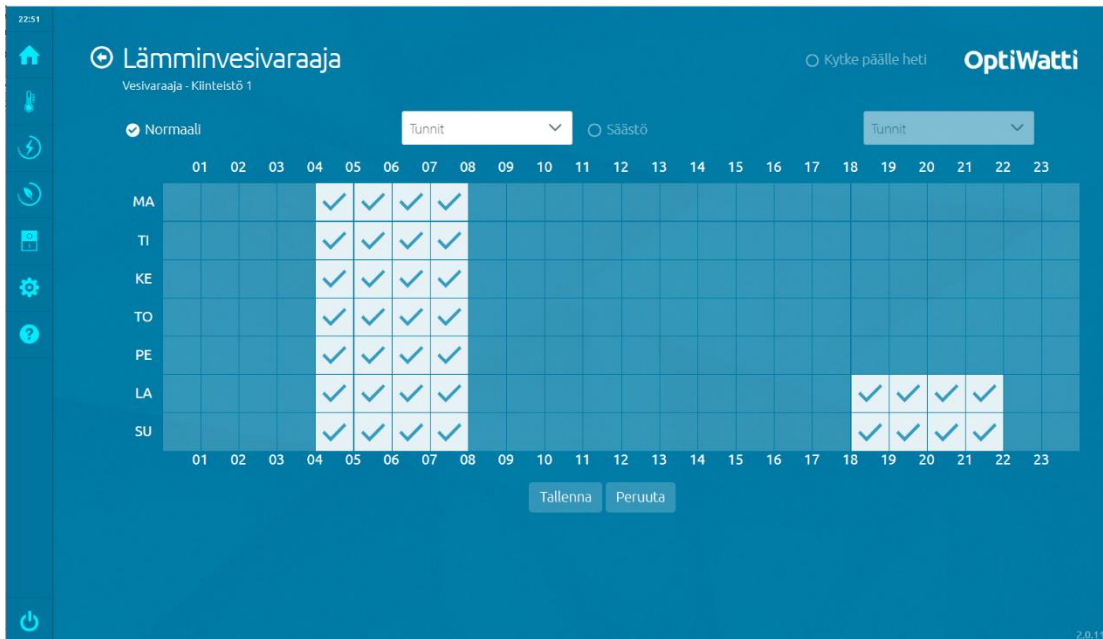 22:51
Lämminvesivaraaja
Kytke päälle heti
OptiWatti
Vesivaraaja - Kiinteistö 1
Normaali
Tunnit
Säästö
Tunnit
01 02 03 04 05 06 07 08 09 10 11 12 13 14 15 16 17 18 19 20 21 22 23
MA
TI
KE
TO
PE
LA
SU
01 02 03 04 05 06 07 08 09 10 11 12 13 14 15 16 17 18 19 20 21 22 23
Tallenna Peruuta